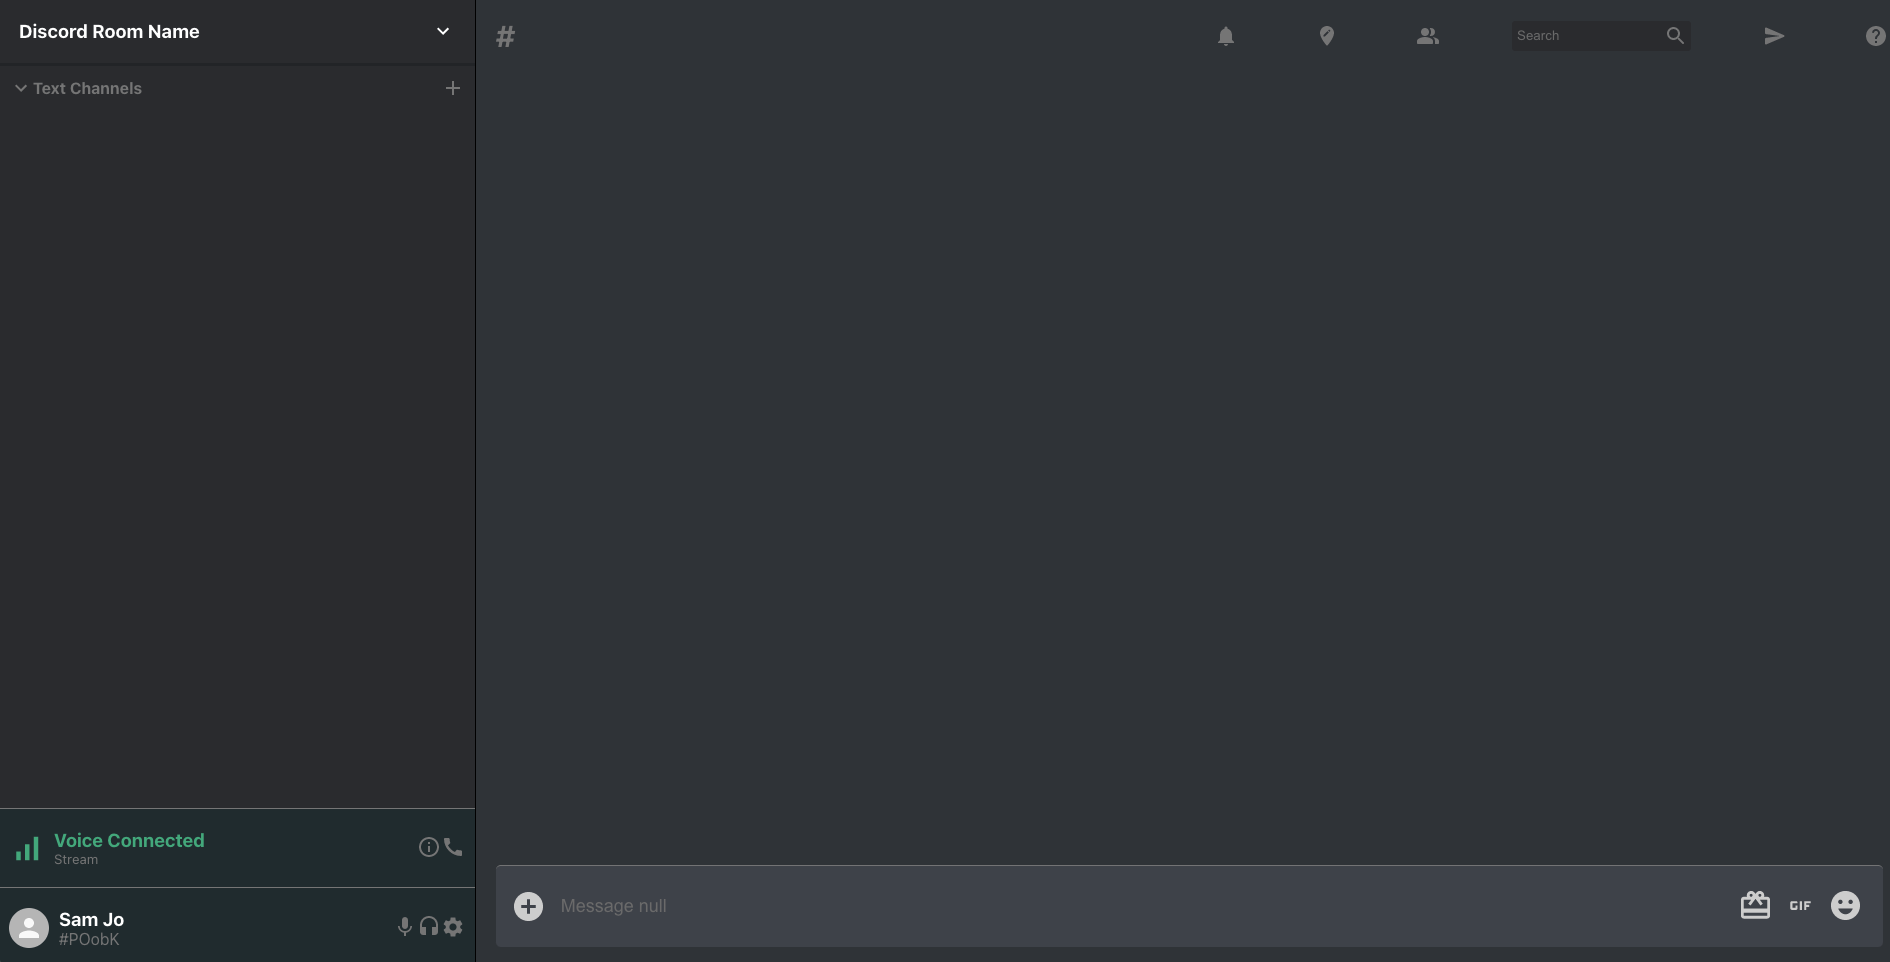 Discord Room Name
Text Channels
Voice Connected
Stream
Sam Jo
#POobK
#
Search
Message null
GIF